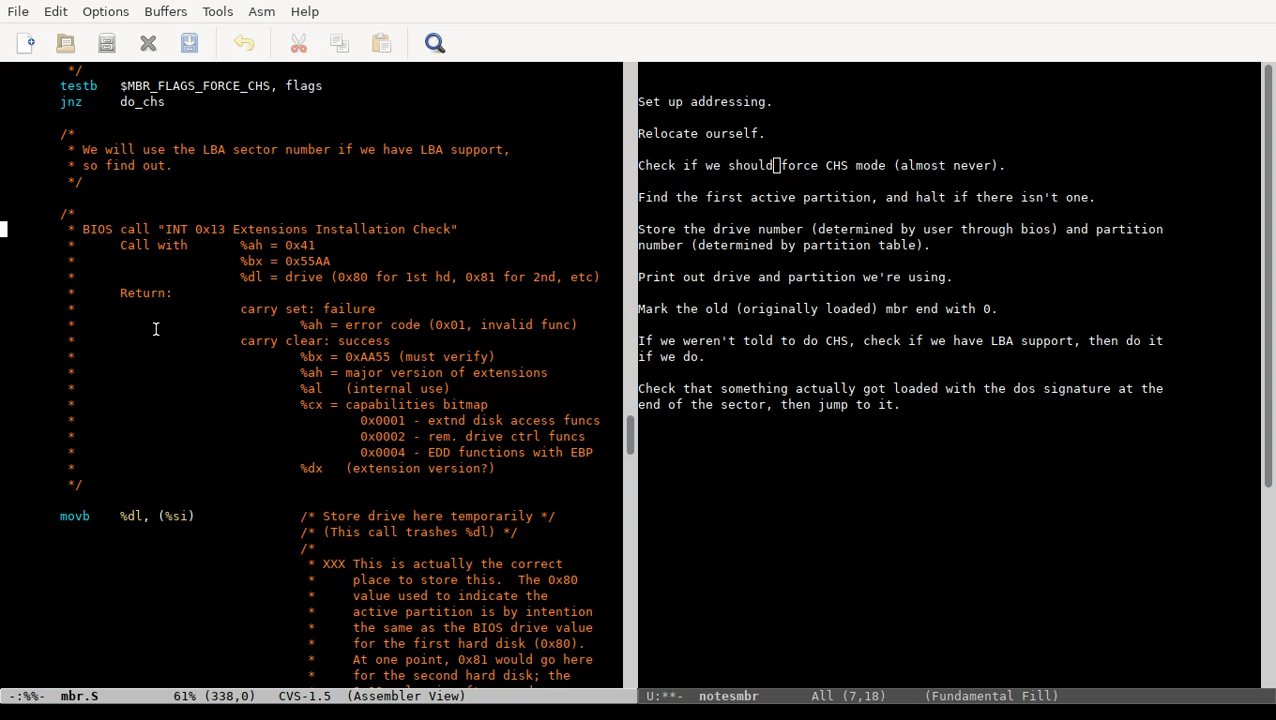 File Edit Options Buffers Tools Asm Help
*/
testb $MBR_FLAGS_FORCE_CHS, flags
jnz do_chs
/*
* We will use the LBA sector number if we have LBA support,
* so find out.
*/
/*
* BIOS call "INT 0x13 Extensions Installation Check"
* Call with %ah = 0x41
* %bx = 0x55AA
* %dl = drive (0x80 for 1st hd, 0x81 for 2nd, etc)
* Return:
* carry set: failure
* %ah = error code (0x01, invalid func)
* carry clear: success
* %bx = 0xAA55 (must verify)
* %ah = major version of extensions
* %al (internal use)
* %cx = capabilities bitmap
* 0x0001 - extnd disk access funcs
* 0x0002 - rem. drive ctrl funcs
* 0x0004 - EDD functions with EBP
* %dx (extension version?)
*/
movb %dl, (%si) /* Store drive here temporarily */
/* (This call trashes %dl) */
/*
* XXX This is actually the correct
* place to store this. The 0x80
* value used to indicate the
* active partition is by intention
* the same as the BIOS drive value
* for the first hard disk (0x80).
* At one point, 0x81 would go here
* for the second hard disk; the
-:%%- mbr.S 61% (338,0) CVS-1.5 (Assembler View)
Set up addressing.
Relocate ourself.
Check if we should force CHS mode (almost never).
Find the first active partition, and halt if there isn't one.
Store the drive number (determined by user through bios) and partition
number (determined by partition table).
Print out drive and partition we're using.
Mark the old (originally loaded) mbr end with 0.
If we weren't told to do CHS, check if we have LBA support, then do it
if we do.
Check that something actually got loaded with the dos signature at the
end of the sector, then jump to it.
U:**- notesmbr All (7,18) (Fundamental Fill)